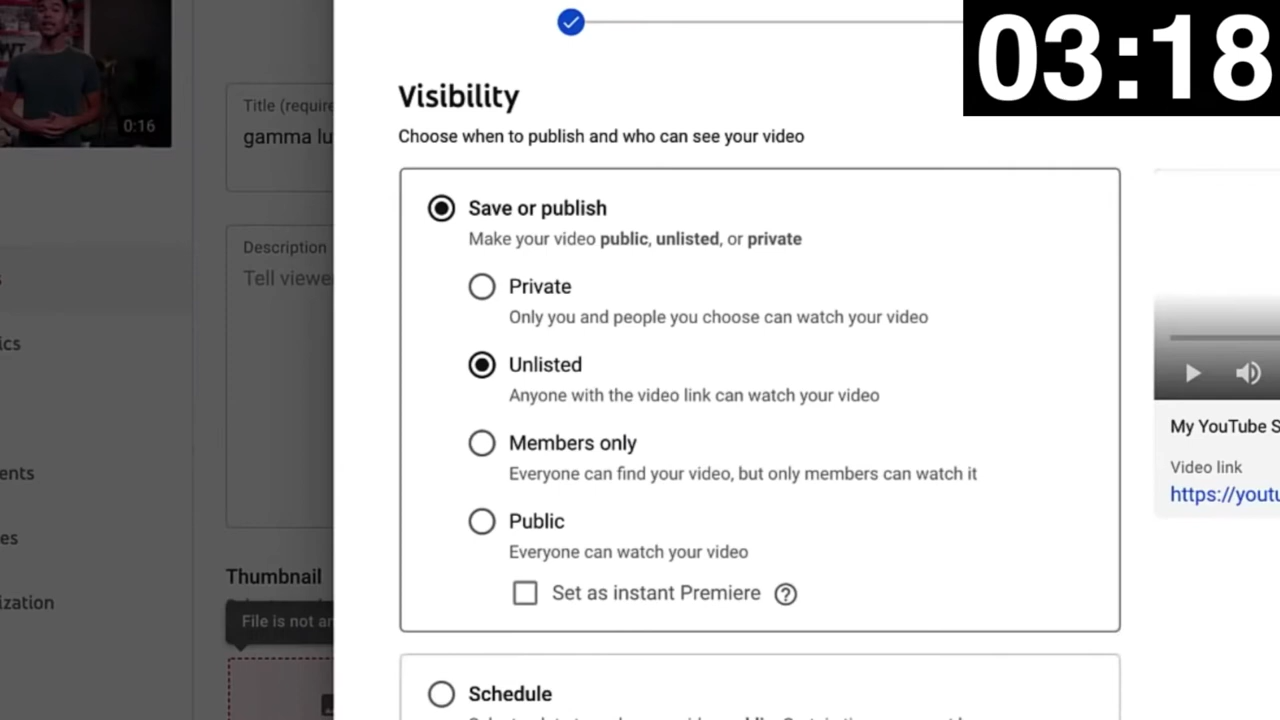 03:18
0:16
Title (require
gamma lu
Visibility
Choose when to publish and who can see your video
Save or publish
Make your video public, unlisted, or private
Private
Only you and people you choose can watch your video
Description
Tell viewer
Unlisted
Anyone with the video link can watch your video
ics
Members only
Everyone can find your video, but only members can watch it
My YouTube S
Video link
https://youtu
ents
Public
Everyone can watch your video
es
Set as instant Premiere
Thumbnail
ization
File is not an
Schedule